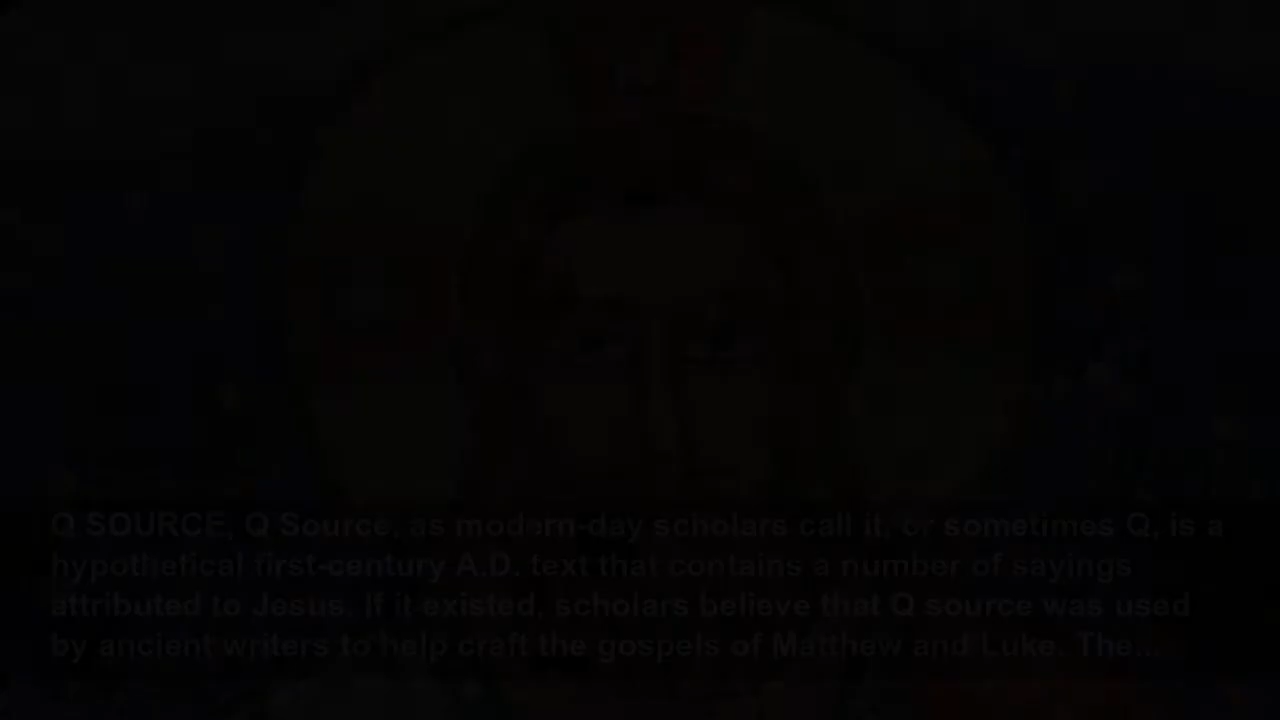 Q SOURCE, Q Source, as modern-day scholars call it, or sometimes Q, is a
hypothetical first-century A.D. text that contains a number of sayings
attributed to Jesus. If it existed, scholars believe that Q source was used
by ancient writers to help craft the gospels of Matthew and Luke. The...